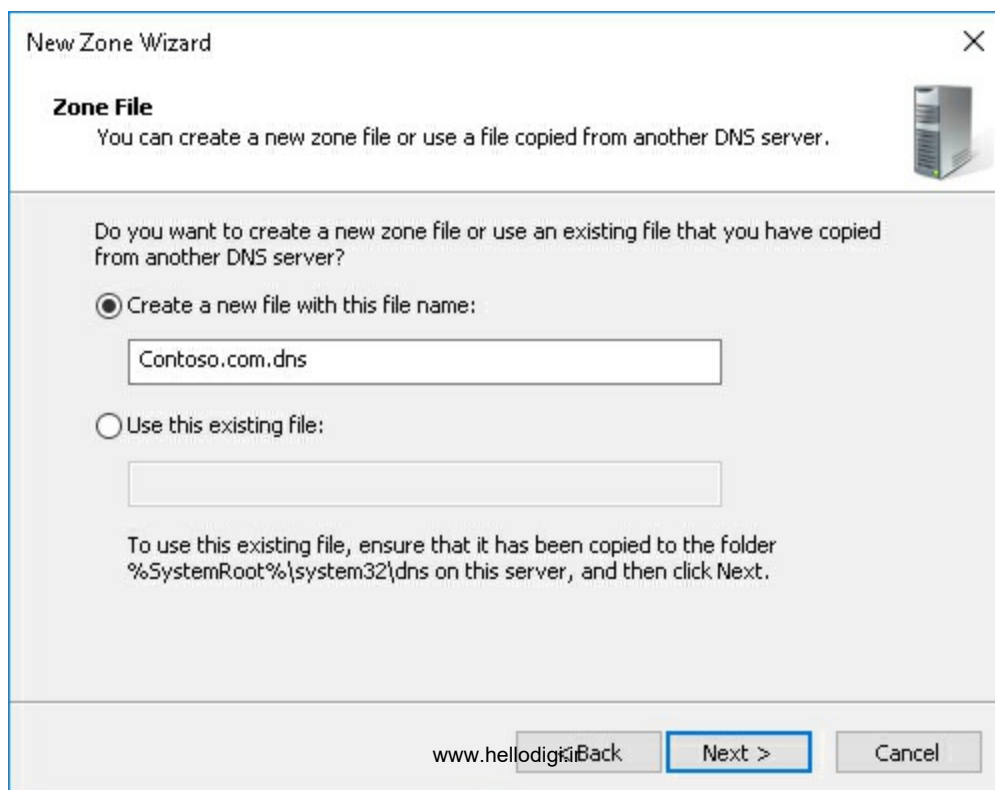 New Zone Wizard
Zone File
You can create a new zone file or use a file copied from another DNS server.
Do you want to create a new zone file or use an existing file that you have copied
from another DNS server?
Create a new file with this file name:
Contoso.com.dns
Use this existing file:
To use this existing file, ensure that it has been copied to the folder
%SystemRoot%\system32\dns on this server, and then click Next.
www.hellodigi.ir
< Back Next > Cancel